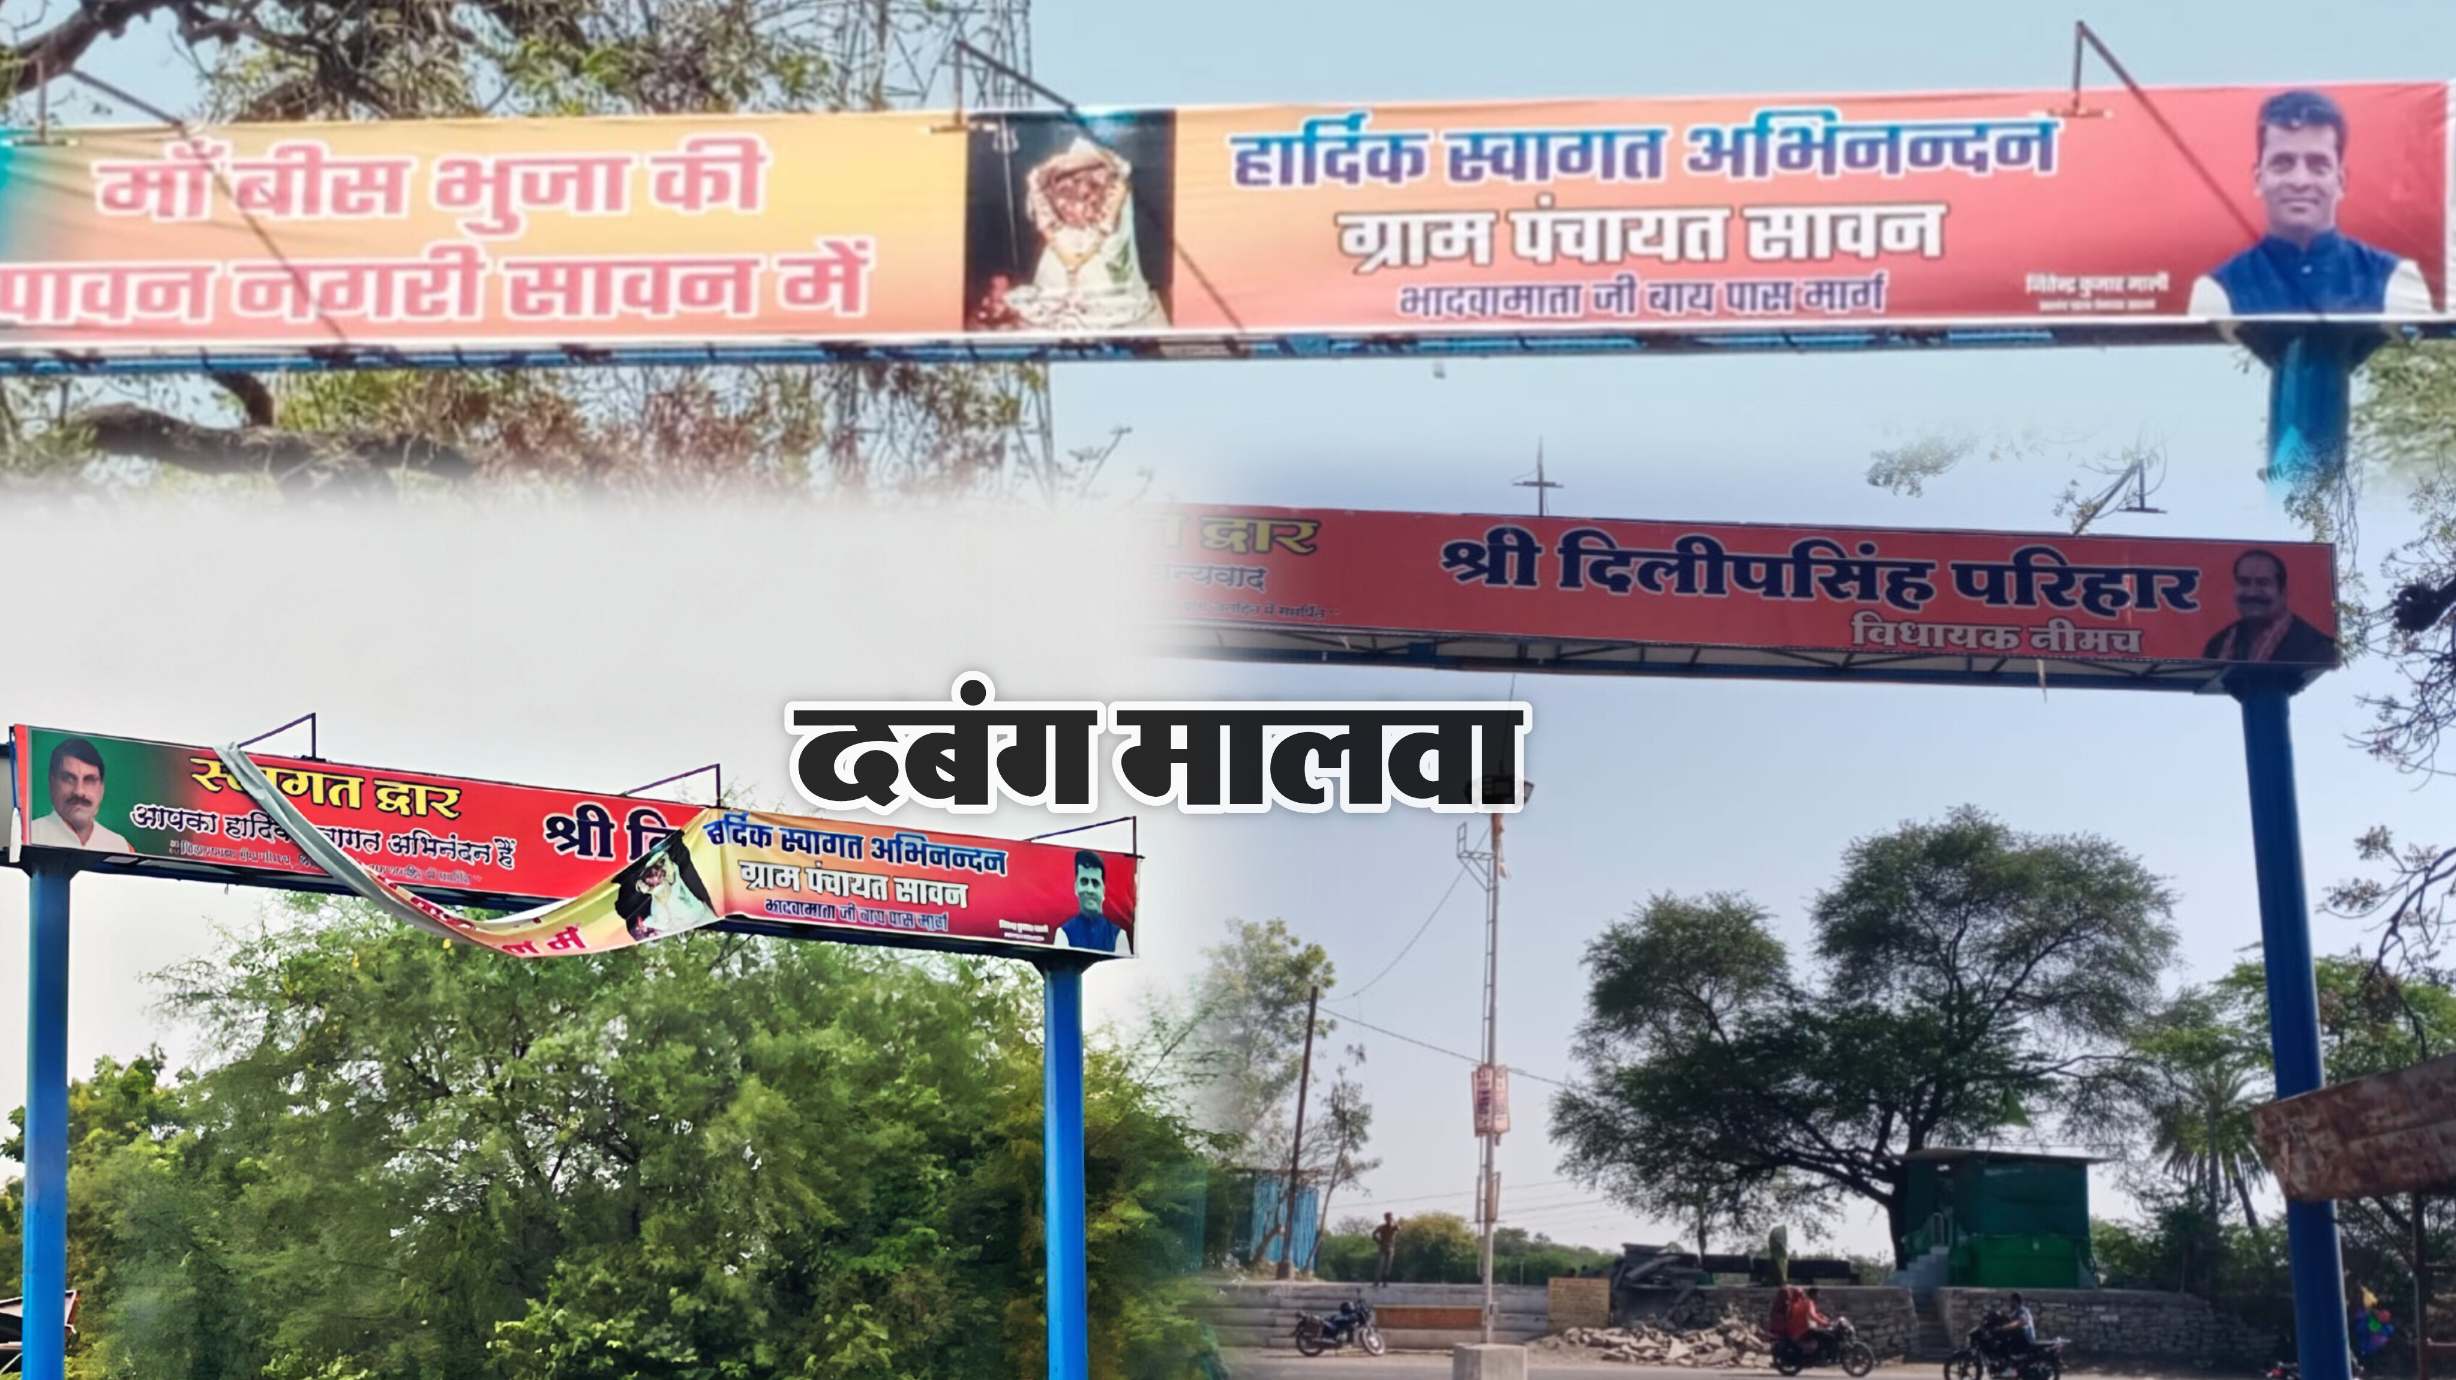 माँ बीस भुजा की
पावन नगरी सावन में
हार्दिक स्वागत अभिनन्दन
ग्राम पंचायत सावन
भादवामाता जी बाय पास मार्ग
जितेन्द्र कुमार माली
द्वार
श्री दिलीपसिंह परिहार
विधायक नीमच
दबंग मालवा
स्वागत द्वार
आपका हार्दिक स्वागत अभिनंदन है
श्री
हार्दिक स्वागत अभिनन्दन
ग्राम पंचायत सावन
भादवामाता जी बाय पास मार्ग
में